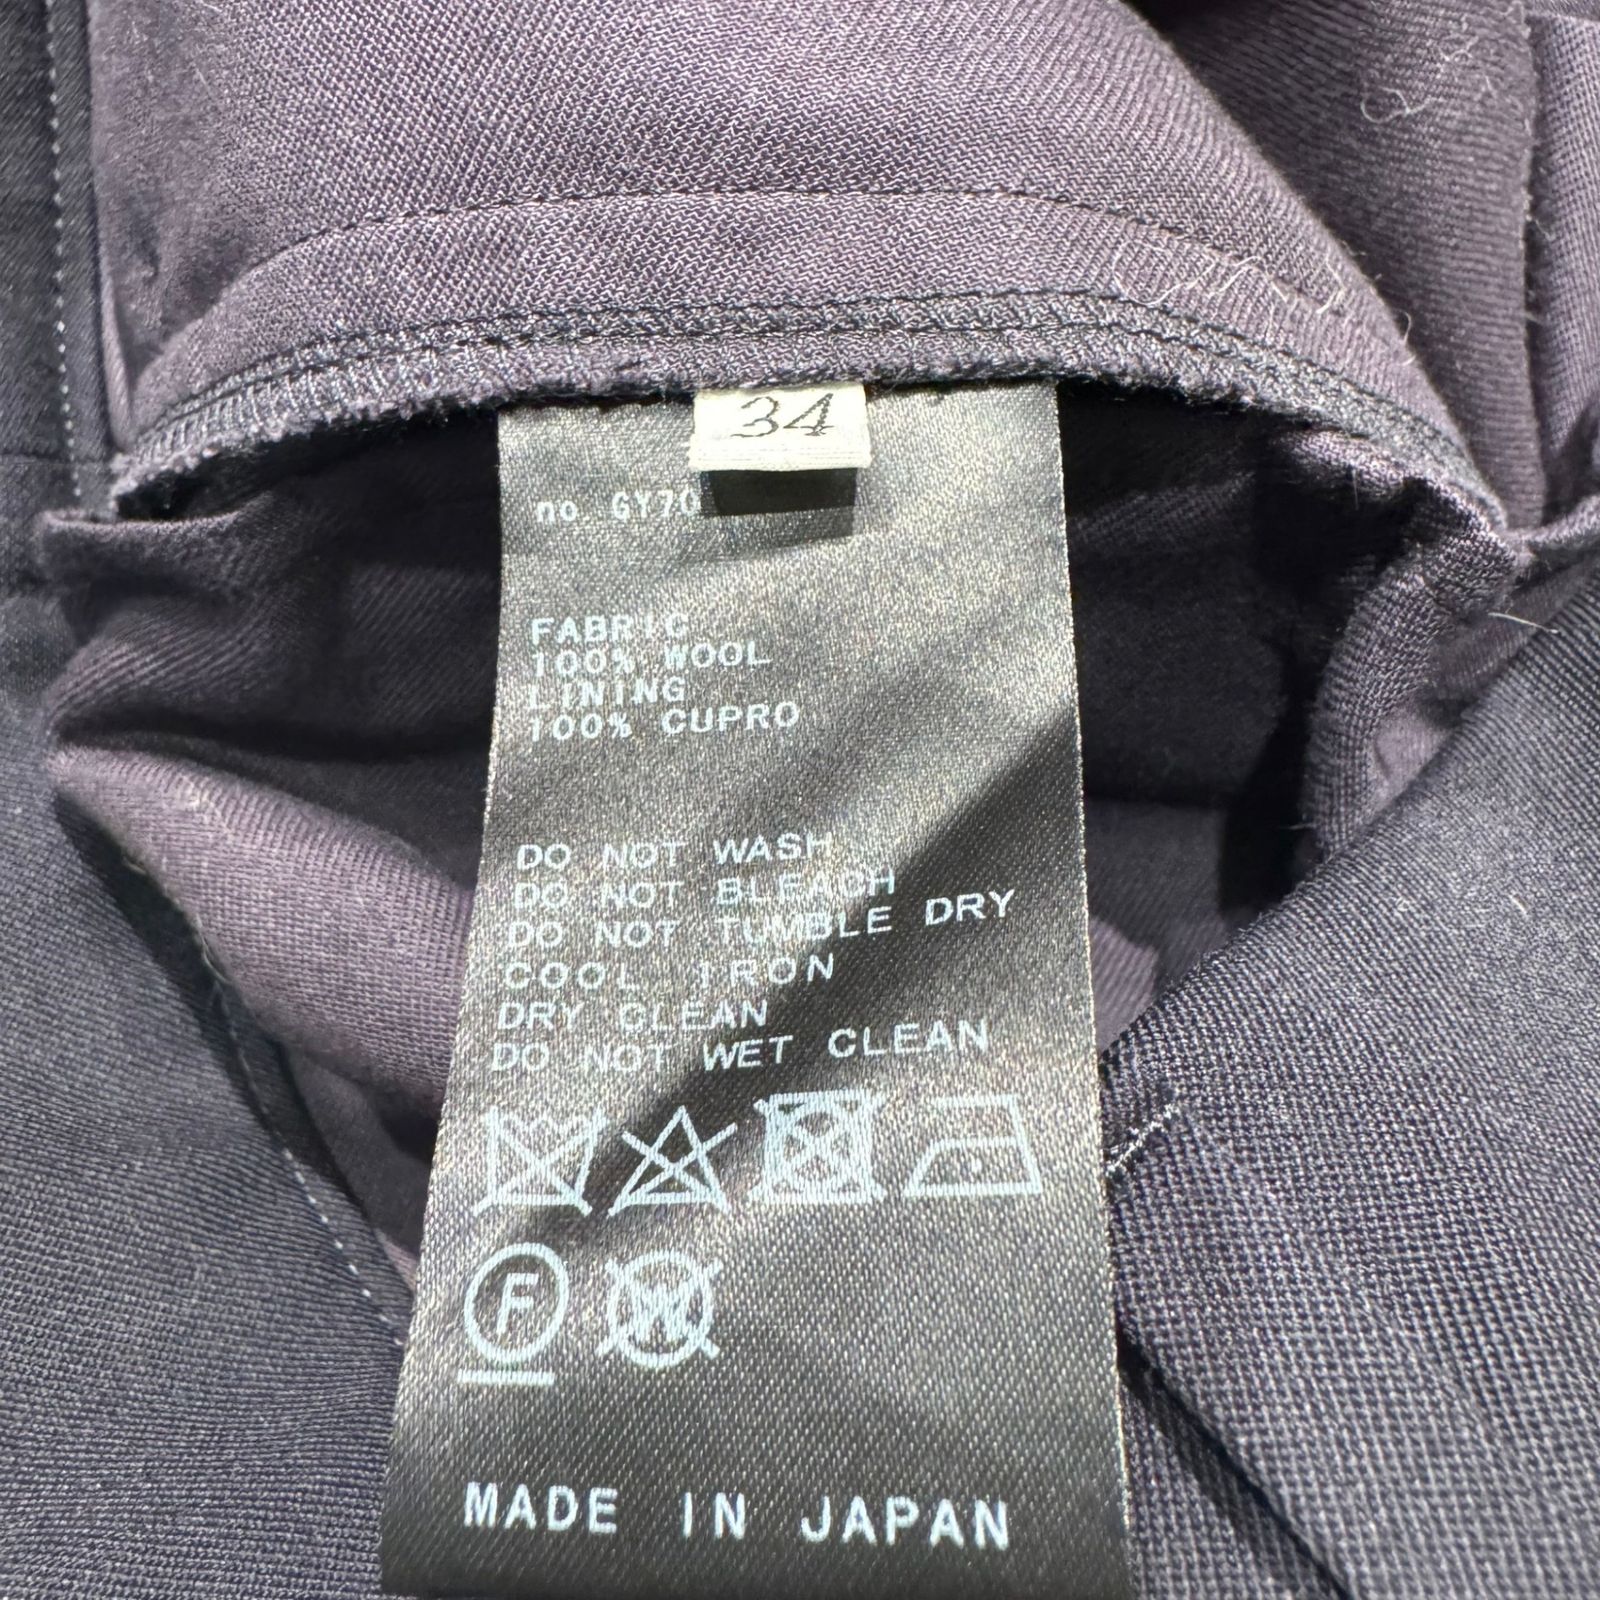 34
no. GY70
FABRIC
100% WOOL
LINING
100% CUPRO
DO NOT WASH
DO NOT BLEACH
DO NOT TUMBLE DRY
COOL IRON
DRY CLEAN
DO NOT WET CLEAN
F W
MADE IN JAPAN